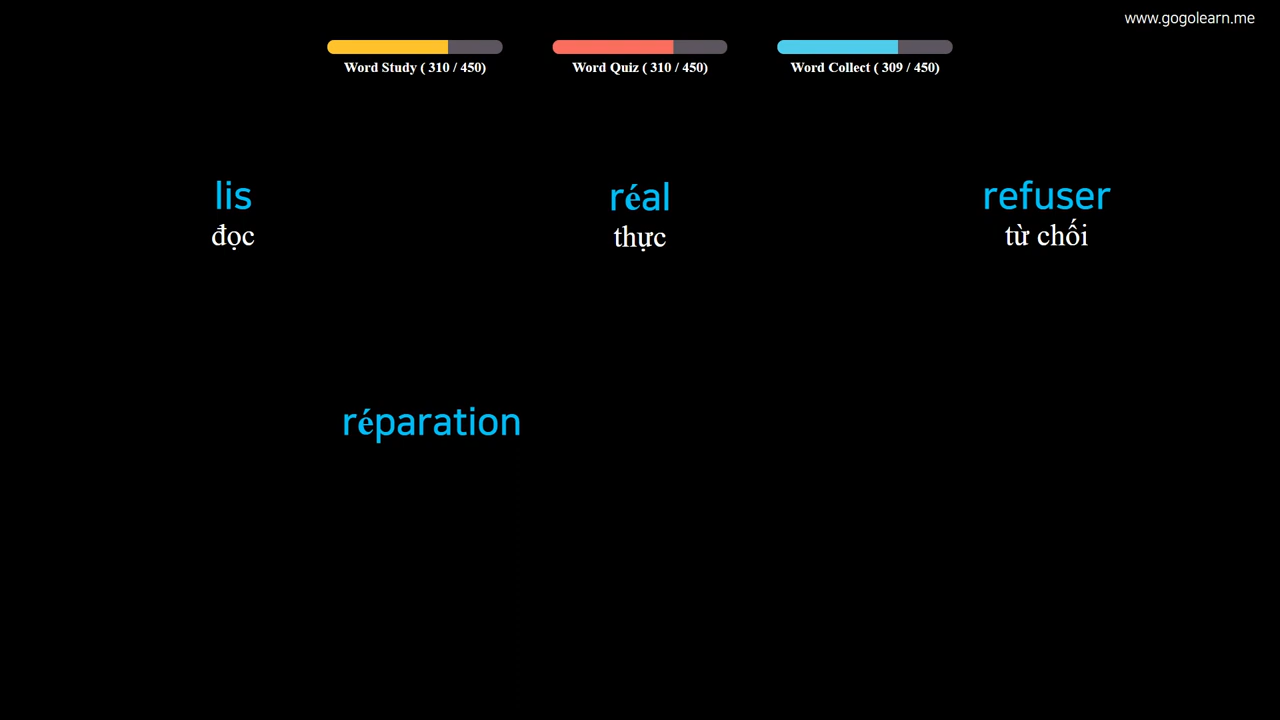 www.gogolearn.me
Word Study ( 310 / 450)
Word Quiz ( 310 / 450)
Word Collect ( 309 / 450)
lis
đọc
réal
thực
refuser
từ chối
réparation